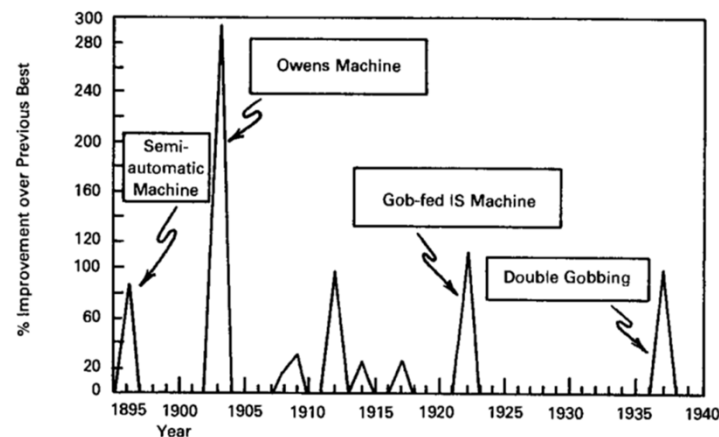 % Improvement over Previous Best
300
280
260
200
160
120
100
60
20
0
Semi-
automatic
Machine
Owens Machine
Gob-fed IS Machine
Double Gobbing
1895 1900 1905 1910 1915 1920 1925 1930 1935 1940
Year